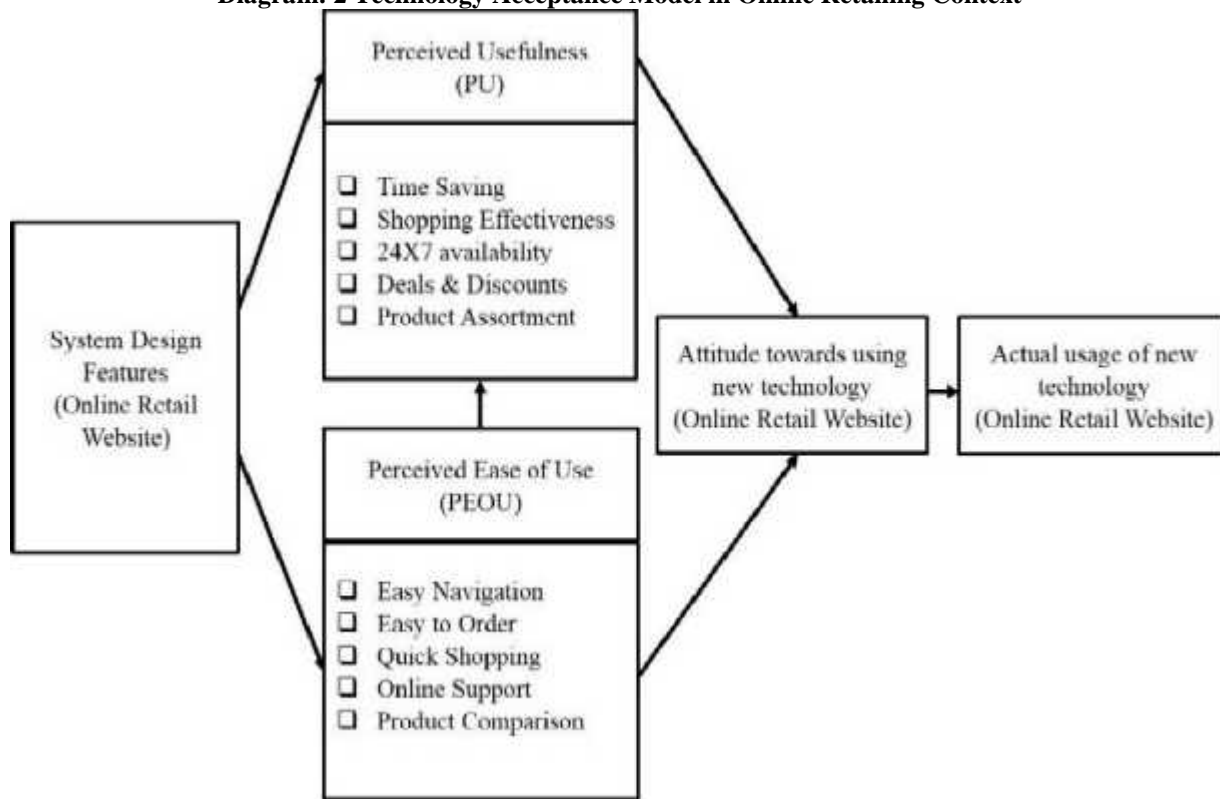 Diagram: 2 Technology Acceptance Model in Online Retailing Context
Perceived Usefulness
(PU)
❑ Time Saving
❑ Shopping Effectiveness
❑ 24X7 availability
❑ Deals & Discounts
❑ Product Assortment
System Design
Features
(Online Retail
Website)
Attitude towards using
new technology
(Online Retail Website)
Actual usage of new
technology
(Online Retail Website)
Perceived Ease of Use
(PEOU)
❑ Easy Navigation
❑ Easy to Order
❑ Quick Shopping
❑ Online Support
❑ Product Comparison